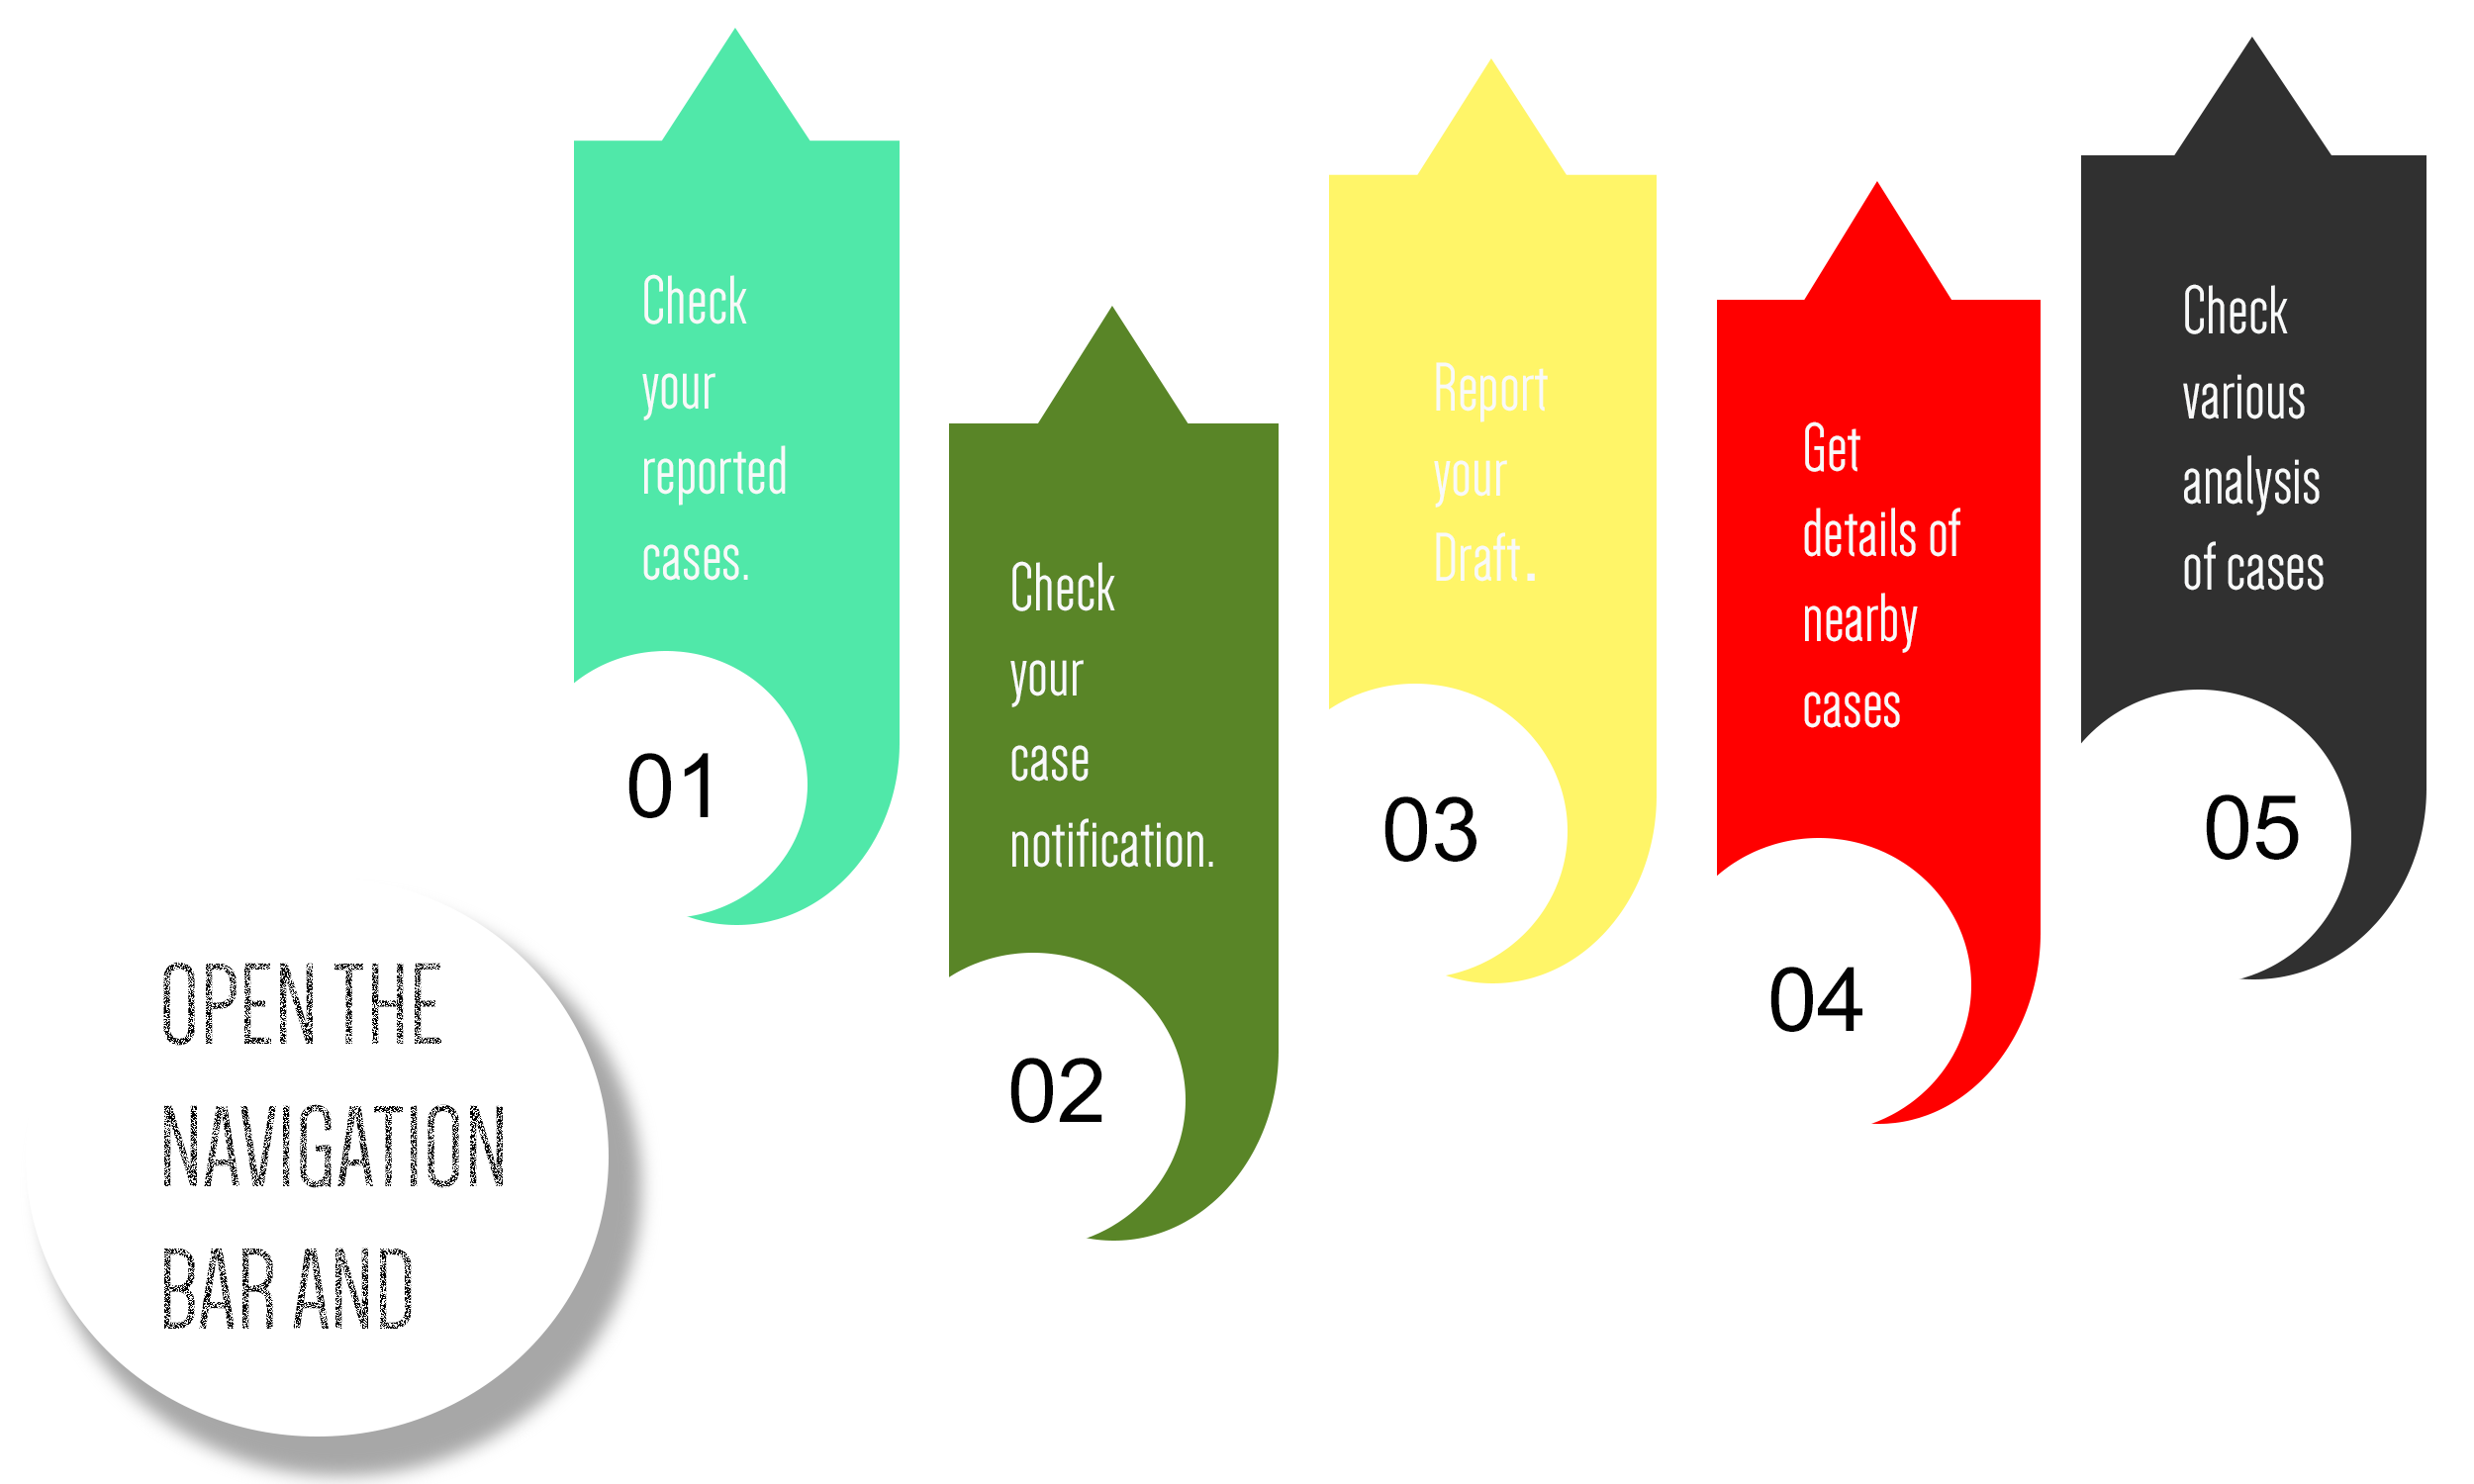 Check
your
reported
cases.
01
Check
your
case
notification.
02
Report
your
Draft.
03
Get
details of
nearby
cases
04
Check
various
analysis
of cases
05
OPEN THE
NAVIGATION
BAR AND